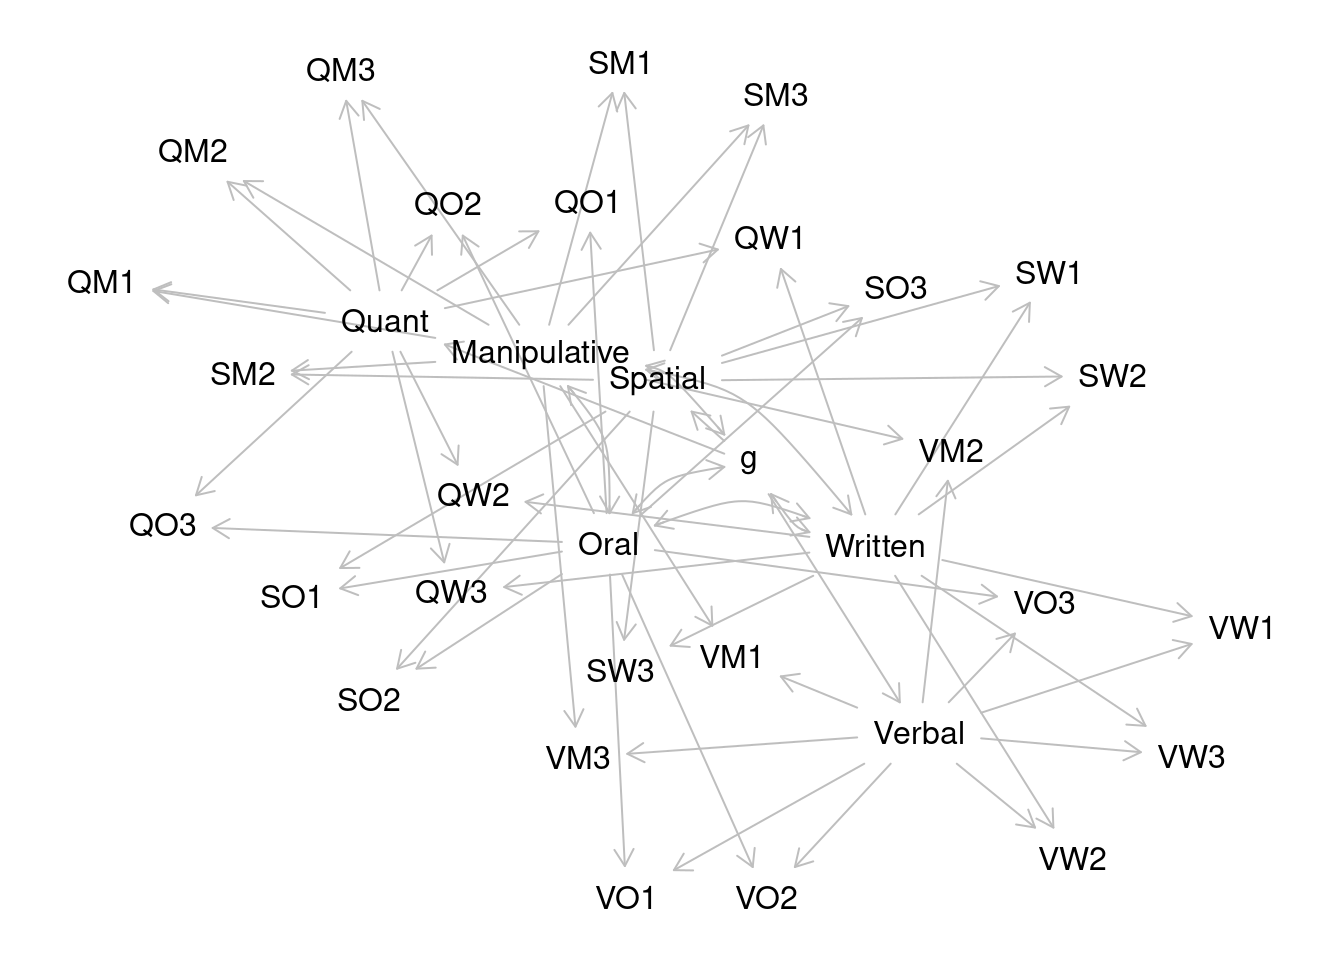 SM1
QM3
SM3
QM2
QO1
QO2
QW1
SW1
QM1
SO3
Quant
Manipulative
SM2
Spatial
SW2
VM2
g
QW2
QO3
Oral
Written
QW3
SO1
VO3
VW1
VM1
SW3
SO2
Verbal
VM3
VW3
VW2
VO1
VO2